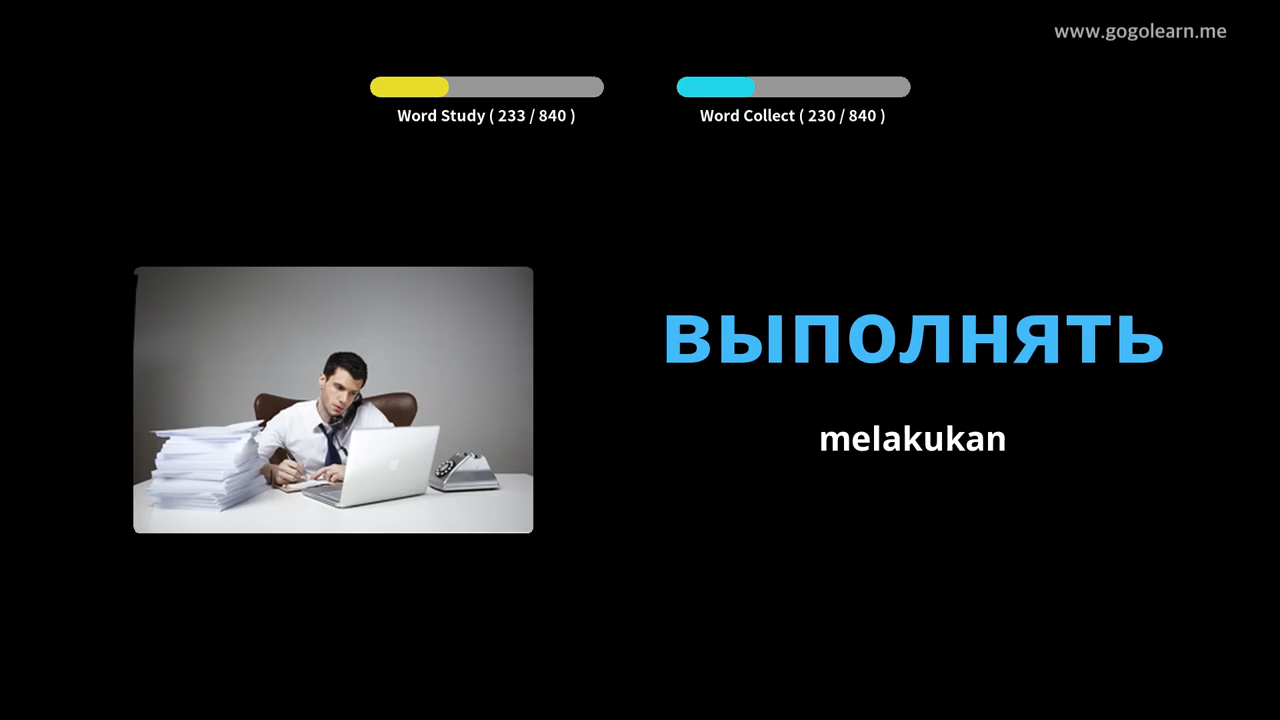 www.gogolearn.me
Word Study ( 233 / 840 )
Word Collect ( 230 / 840 )
выполнять
melakukan